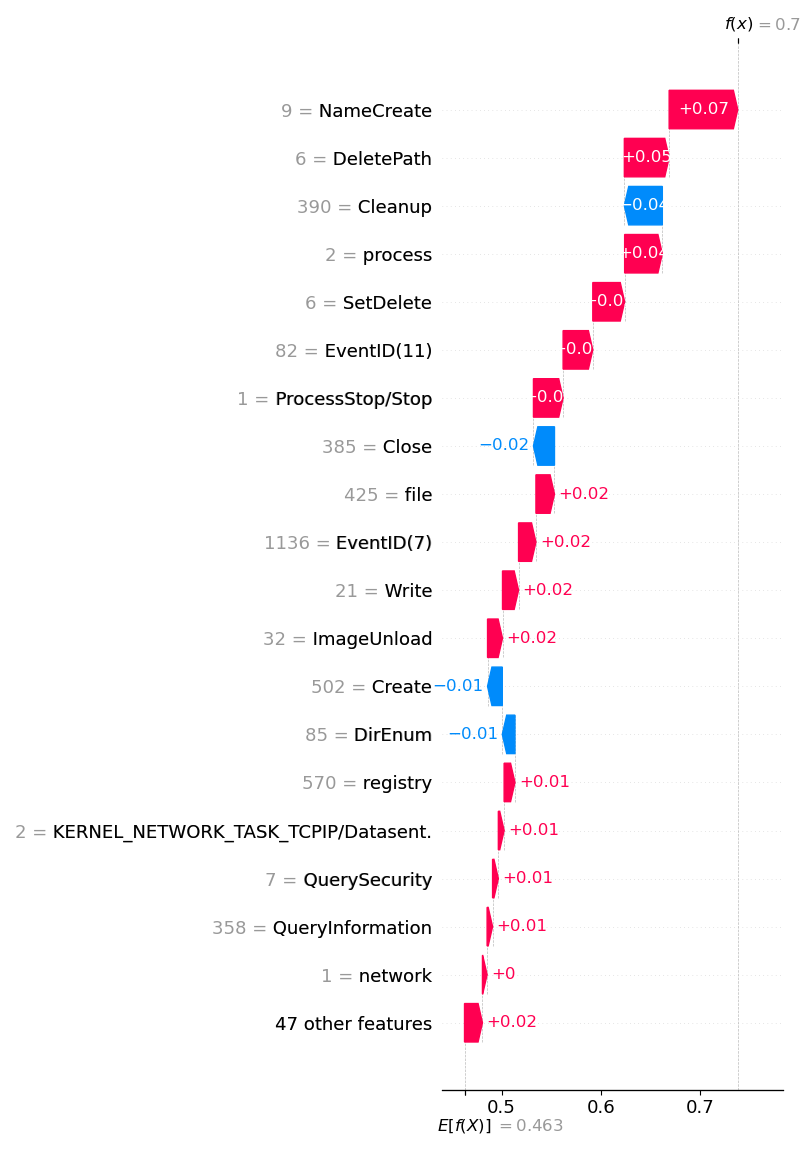 f(x) = 0.7
9 = NameCreate +0.07
6 = DeletePath +0.05
390 = Cleanup −0.04
2 = process +0.04
6 = SetDelete
82 = EventID(11)
1 = ProcessStop/Stop
385 = Close −0.02
425 = file +0.02
1136 = EventID(7) +0.02
21 = Write +0.02
32 = ImageUnload +0.02
502 = Create −0.01
85 = DirEnum −0.01
570 = registry +0.01
2 = KERNEL_NETWORK_TASK_TCPIP/Datasent. +0.01
7 = QuerySecurity +0.01
358 = QueryInformation +0.01
1 = network +0
47 other features +0.02
0.5 0.6 0.7
E[f(X)] = 0.463